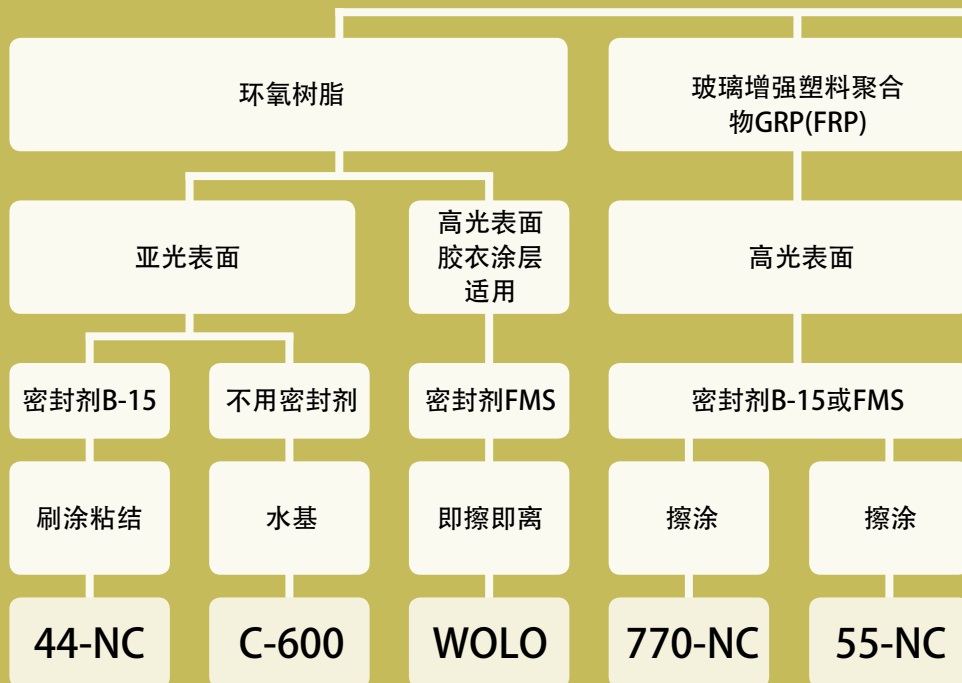 环氧树脂
玻璃增强塑料聚合
物GRP(FRP)
亚光表面
高光表面
胶衣涂层
适用
高光表面
密封剂B-15
不用密封剂
密封剂FMS
密封剂B-15或FMS
刷涂粘结
水基
即擦即离
擦涂
擦涂
44-NC
C-600
WOLO
770-NC
55-NC